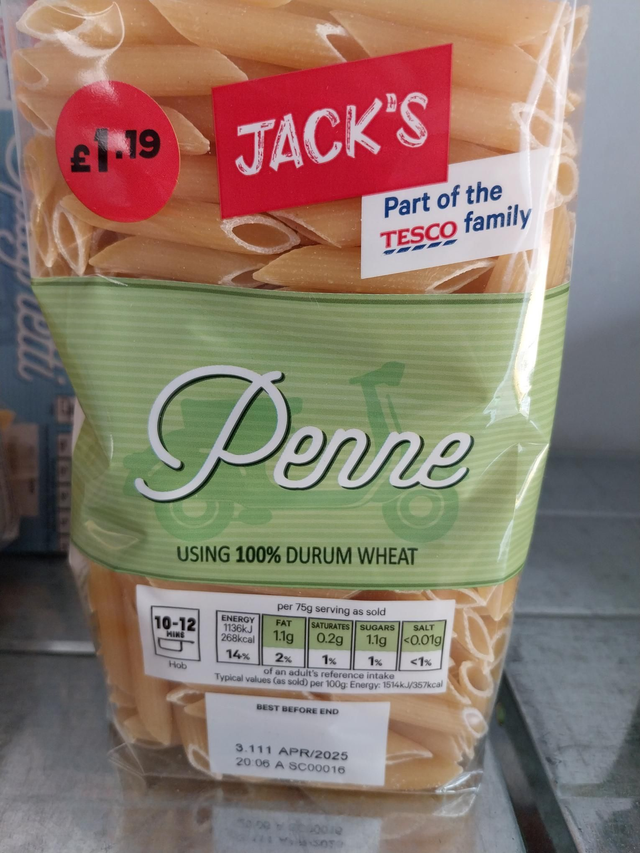 £1.19
JACK'S
Part of the
TESCO family
Penne
USING 100% DURUM WHEAT
per 75g serving as sold
10-12
MINS
Hob
ENERGY
1136kJ
268kcal
14%
FAT
1.1g
2%
SATURATES
0.2g
1%
SUGARS
1.1g
1%
SALT
<0.01g
<1%
of an adult's reference intake
Typical values (as sold) per 100g: Energy: 1514kJ/357kcal
BEST BEFORE END
3.111 APR/2025
20:06 A SC00016